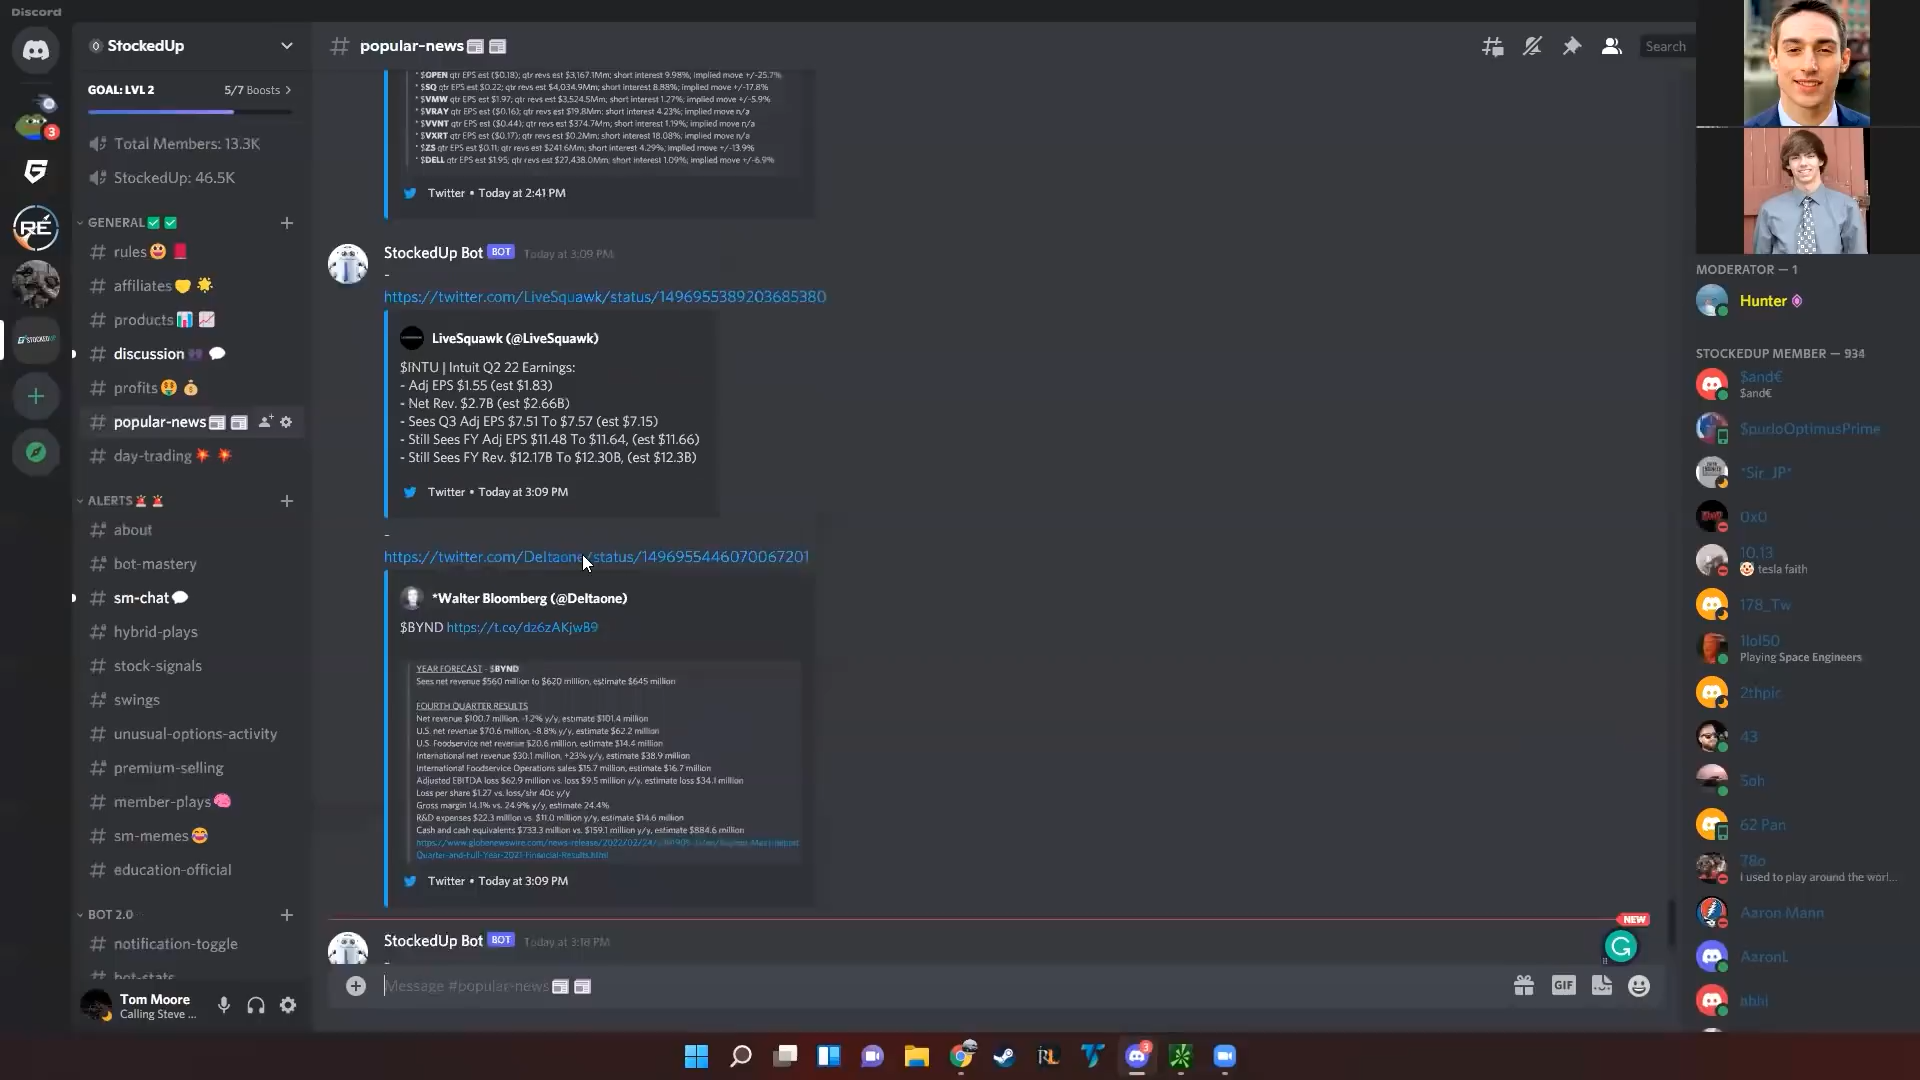 Discord
StockedUp
GOAL: LVL 2
5/7 Boosts
Total Members: 13.3K
StockedUp: 46.5K
GENERAL
rules
affiliates
products
discussion
profits
popular-news
day-trading
ALERTS
about
bot-mastery
sm-chat
hybrid-plays
stock-signals
swings
unusual-options-activity
premium-selling
member-plays
sm-memes
education-official
BOT 2.0
notification-toggle
bot-stats
Tom Moore
Calling Steve ...
popular-news
Search
* $OPEN qtr EPS est ($0.18); qtr revs est $3,167.1Mm; short interest 9.98%; implied move +/-25.7%
* $SQ qtr EPS est $0.22; qtr revs est $4,034.9Mm; short interest 8.88%; implied move +/-17.8%
* $VMW qtr EPS est $1.97; qtr revs est $3,524.5Mm; short interest 1.27%; implied move +/-5.9%
* $VRAY qtr EPS est ($0.16); qtr revs est $19.8Mm; short interest 4.23%; implied move n/a
* $VVNT qtr EPS est ($0.44); qtr revs est $374.7Mm; short interest 1.19%; implied move n/a
* $VXRT qtr EPS est ($0.17); qtr revs est $0.2Mm; short interest 18.08%; implied move n/a
* $ZS qtr EPS est $0.11; qtr revs est $241.6Mm; short interest 4.29%; implied move +/-13.9%
* $DELL qtr EPS est $1.95; qtr revs est $27,438.0Mm; short interest 1.09%; implied move +/-6.9%
Twitter • Today at 2:41 PM
StockedUp Bot BOT Today at 3:09 PM
-
https://twitter.com/LiveSquawk/status/1496955389203685380
LiveSquawk (@LiveSquawk)
$INTU | Intuit Q2 22 Earnings:
- Adj EPS $1.55 (est $1.83)
- Net Rev. $2.7B (est $2.66B)
- Sees Q3 Adj EPS $7.51 To $7.57 (est $7.15)
- Still Sees FY Adj EPS $11.48 To $11.64, (est $11.66)
- Still Sees FY Rev. $12.17B To $12.30B, (est $12.3B)
Twitter • Today at 3:09 PM
-
https://twitter.com/Deltaone/status/1496955446070067201
*Walter Bloomberg (@Deltaone)
$BYND https://t.co/dz6zAKjwB9
YEAR FORECAST - $BYND
Sees net revenue $560 million to $620 million, estimate $645 million
FOURTH QUARTER RESULTS
Net revenue $100.7 million, -1.2% y/y, estimate $101.4 million
U.S. net revenue $70.6 million, -8.8% y/y, estimate $62.2 million
U.S. Foodservice net revenue $20.6 million, estimate $14.4 million
International net revenue $30.1 million, +23% y/y, estimate $38.9 million
International Foodservice Operations sales $15.7 million, estimate $16.7 million
Adjusted EBITDA loss $62.9 million vs. loss $9.5 million y/y, estimate loss $34.1 million
Loss per share $1.27 vs. loss/shr 40c y/y
Gross margin 14.1% vs. 24.9% y/y, estimate 24.4%
R&D expenses $22.3 million vs. $11.0 million y/y, estimate $14.6 million
Cash and cash equivalents $733.3 million vs. $159.1 million y/y, estimate $884.6 million
https://www.globenewswire.com/news-release/2022/02/24/
Quarter-and-Full-Year-2021-Financial-Results.html
Twitter • Today at 3:09 PM
NEW
StockedUp Bot BOT Today at 3:18 PM
-
Message #popular-news
GIF
MODERATOR — 1
Hunter
STOCKEDUP MEMBER — 934
$and€
$and€
$purloOptimusPrime
*Sir_JP*
0x0
10.13
tesla faith
178_Tw
1lol50
Playing Space Engineers
2thpic
43
5oh
62 Pan
78o
i used to play around the worl...
Aaron Mann
AaronL
abhi
3
RE
STOCKEDUP
3